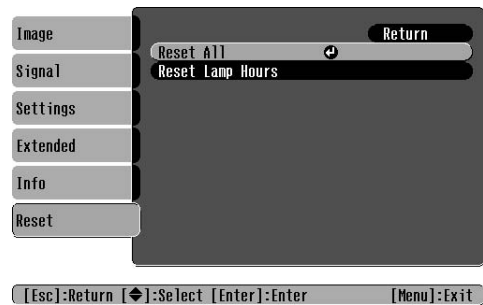 Image
Signal
Settings
Extended
Info
Reset
Return
Reset All
Reset Lamp Hours
[Esc]:Return [◆]:Select [Enter]:Enter [Menu]:Exit